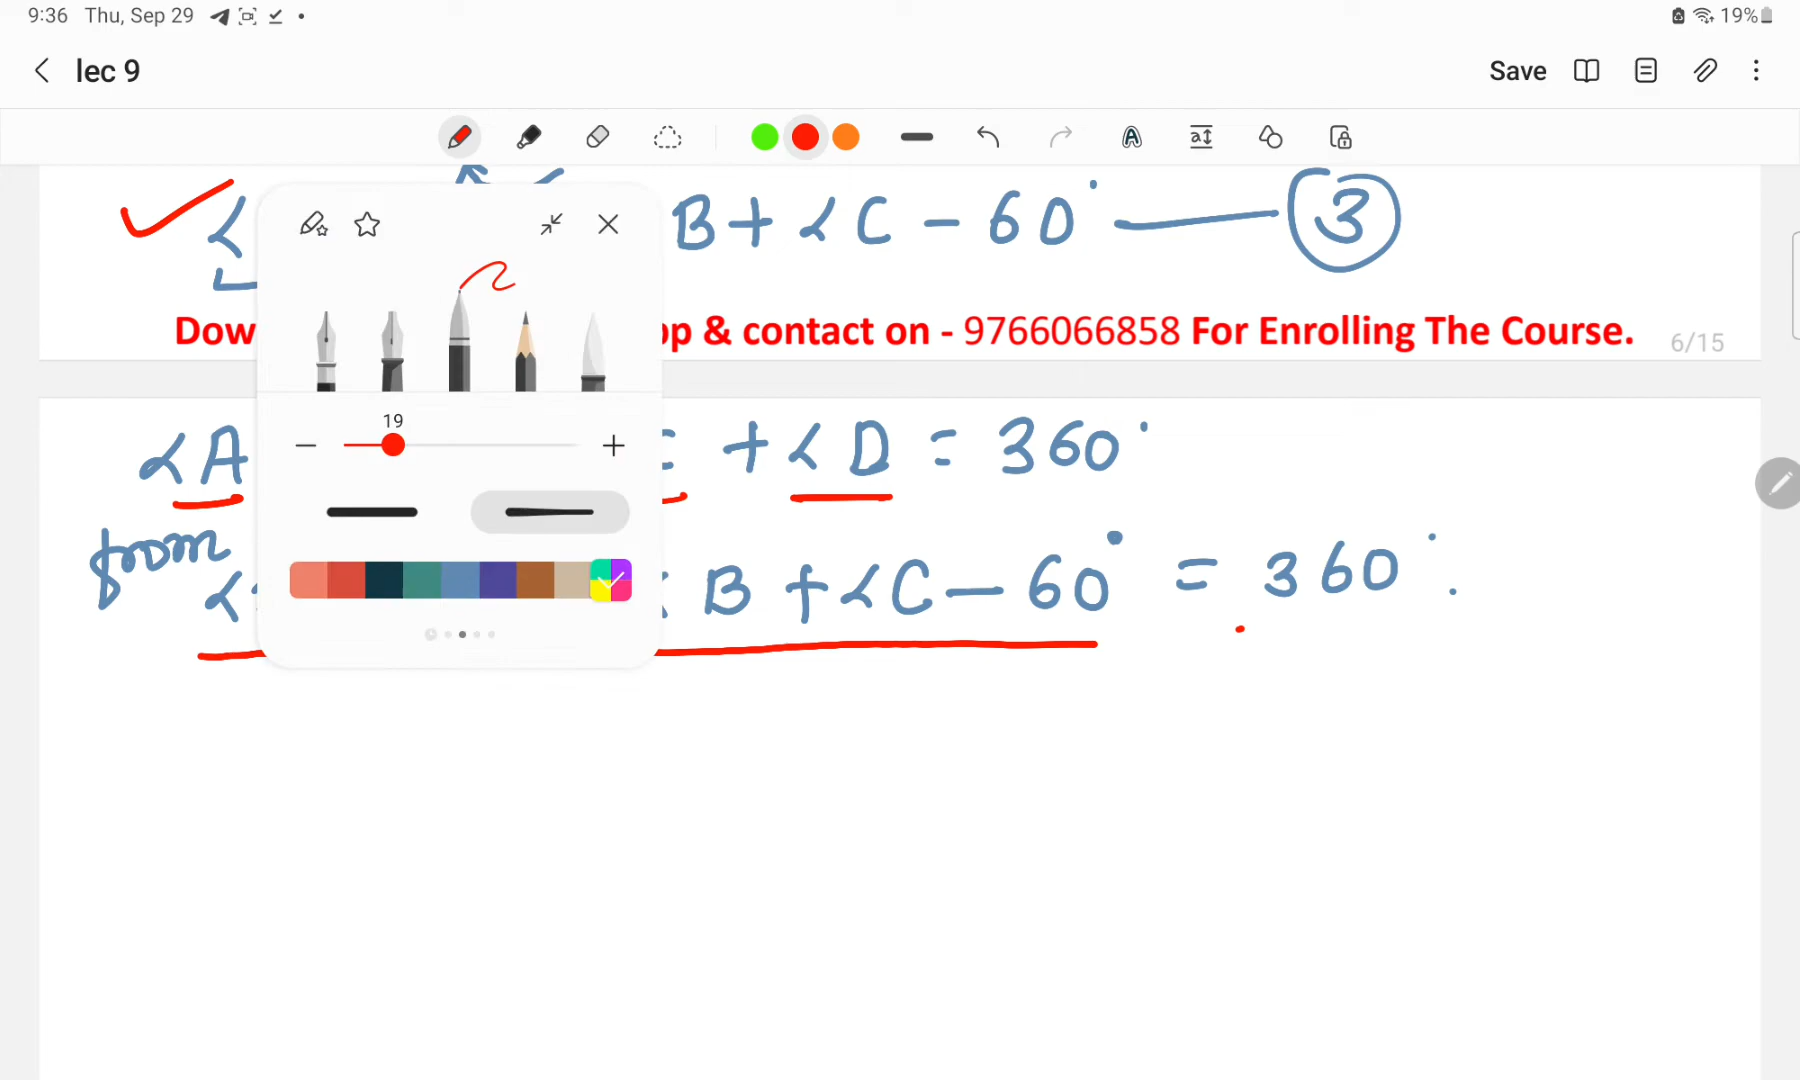 9:36 Thu, Sep 29
19%
lec 9
Save
∠ B + ∠C - 60° —— 3
Dow pp & contact on - 9766066858 For Enrolling The Course.
6/15
19
∠A + ∠D = 360°
from
∠ ∠B + ∠C - 60° = 360°.